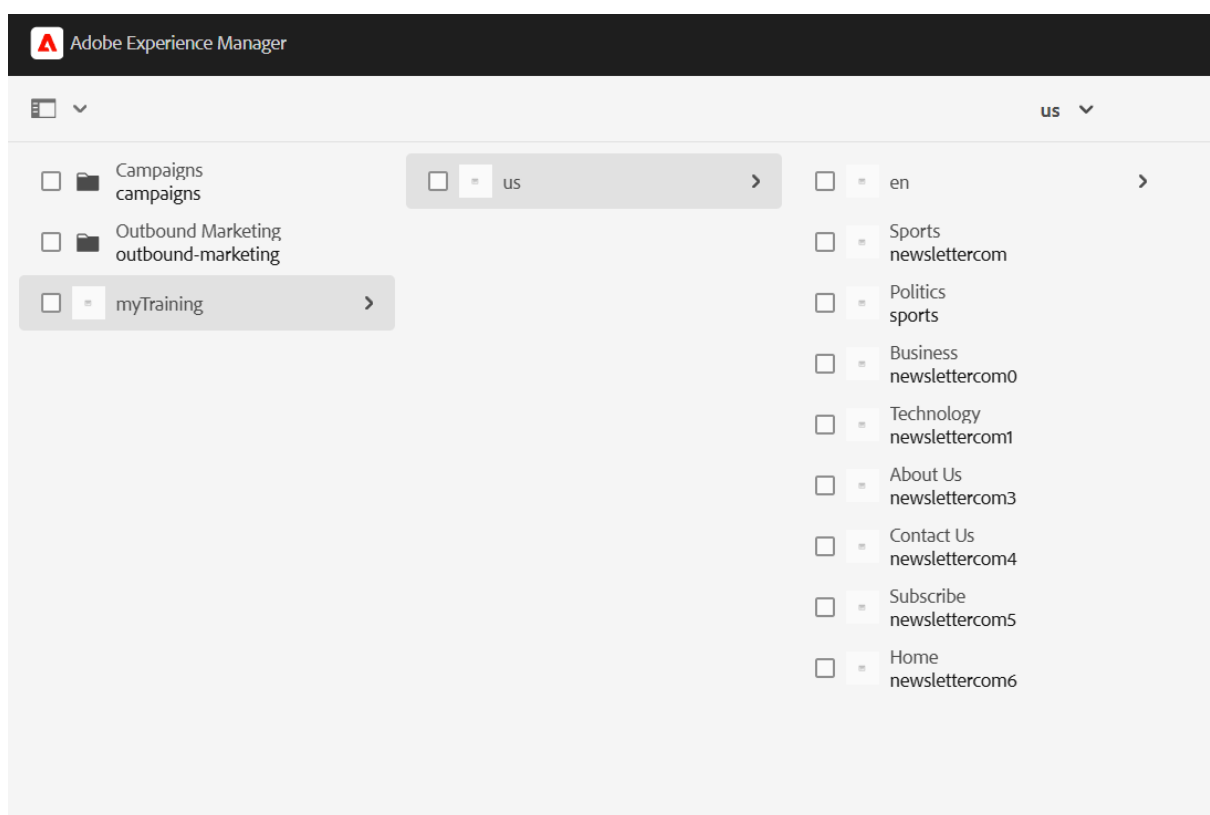 Adobe Experience Manager
us
Campaigns
campaigns
Outbound Marketing
outbound-marketing
myTraining
us
en
Sports
newslettercom
Politics
sports
Business
newslettercom0
Technology
newslettercom1
About Us
newslettercom3
Contact Us
newslettercom4
Subscribe
newslettercom5
Home
newslettercom6